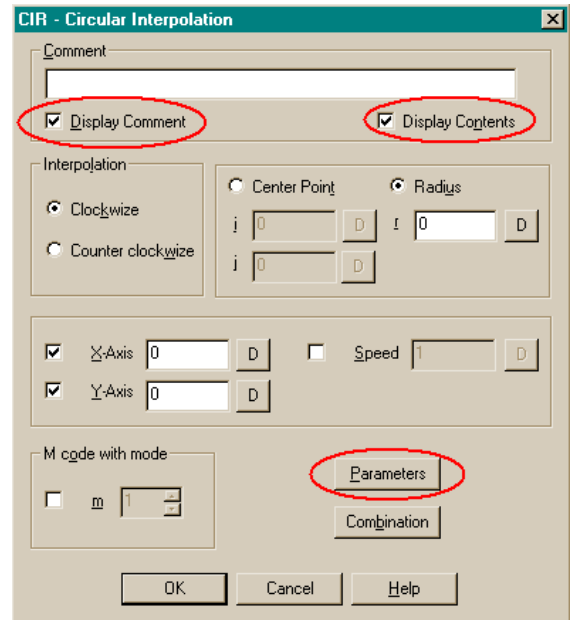 CIR - Circular Interpolation
Comment
Display Comment
Display Contents
Interpolation
Clockwize
Counter clockwize
Center Point
Radius
i 0 D
r 0 D
j 0 D
X-Axis 0 D
Speed 1 D
Y-Axis 0 D
M code with mode
m 1
Parameters
Combination
OK
Cancel
Help